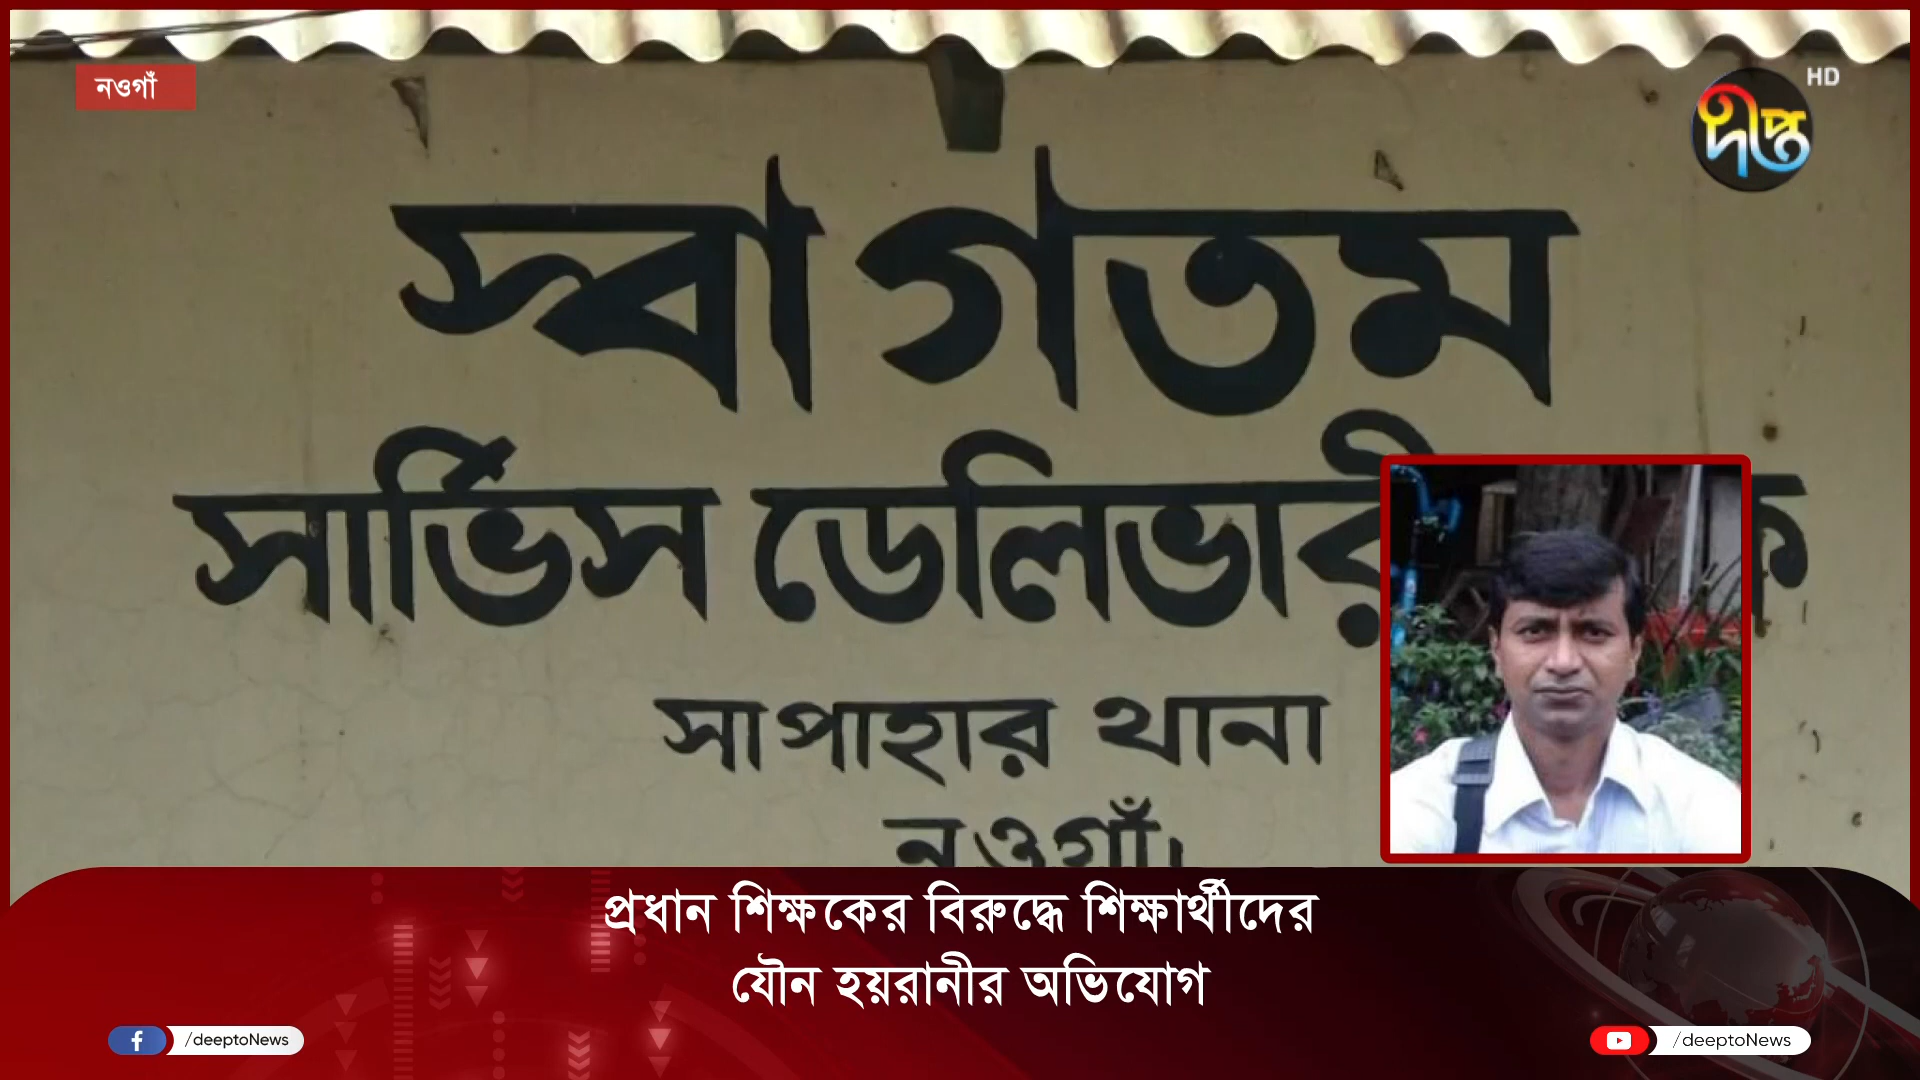 নওগাঁ
HD
দীপ্ত
স্বাগতম
সার্ভিস ডেলিভারী
সাপাহার থানা
নওগাঁ।
প্রধান শিক্ষকের বিরুদ্ধে শিক্ষার্থীদের
যৌন হয়রানীর অভিযোগ
/deeptoNews
/deeptoNews